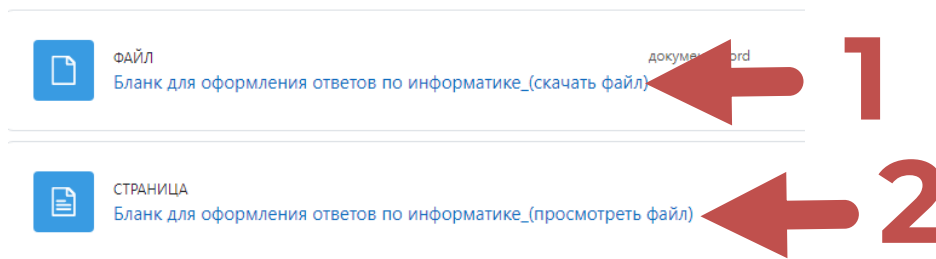 ФАЙЛ
Бланк для оформления ответов по информатике_(скачать файл)
1
СТРАНИЦА
Бланк для оформления ответов по информатике_(просмотреть файл)
2